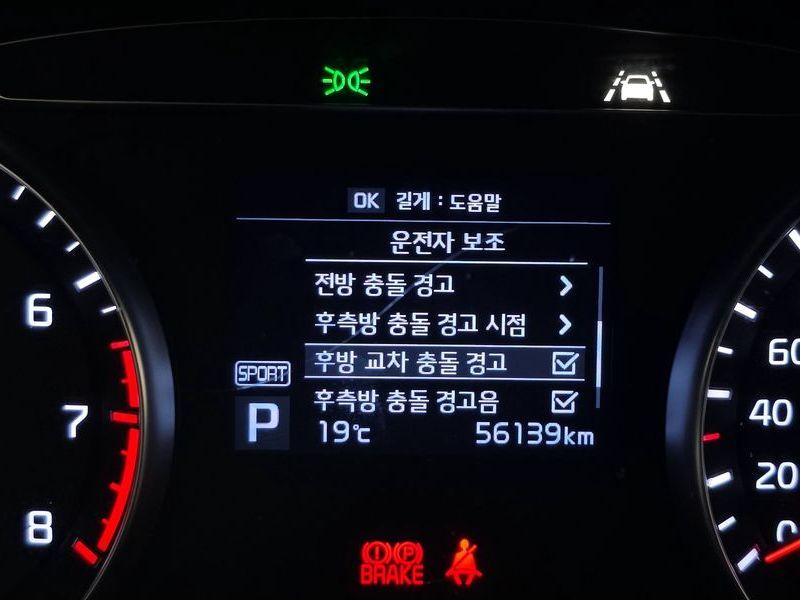 OK 길게 : 도움말
운전자 보조
전방 충돌 경고
후측방 충돌 경고 시점
후방 교차 충돌 경고
SPORT
후측방 충돌 경고음
P
19℃ 56139km
6
7
8
60
40
20
0
(!) (P)
BRAKE